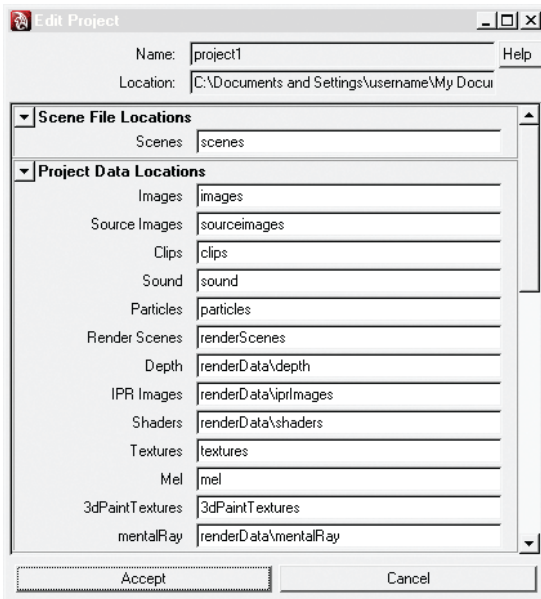 Edit Project
Name: project1 Help
Location: C:\Documents and Settings\username\My Docu
Scene File Locations
Scenes scenes
Project Data Locations
Images images
Source Images sourceimages
Clips clips
Sound sound
Particles particles
Render Scenes renderScenes
Depth renderData\depth
IPR Images renderData\iprImages
Shaders renderData\shaders
Textures textures
Mel mel
3dPaintTextures 3dPaintTextures
mentalRay renderData\mentalRay
Accept Cancel